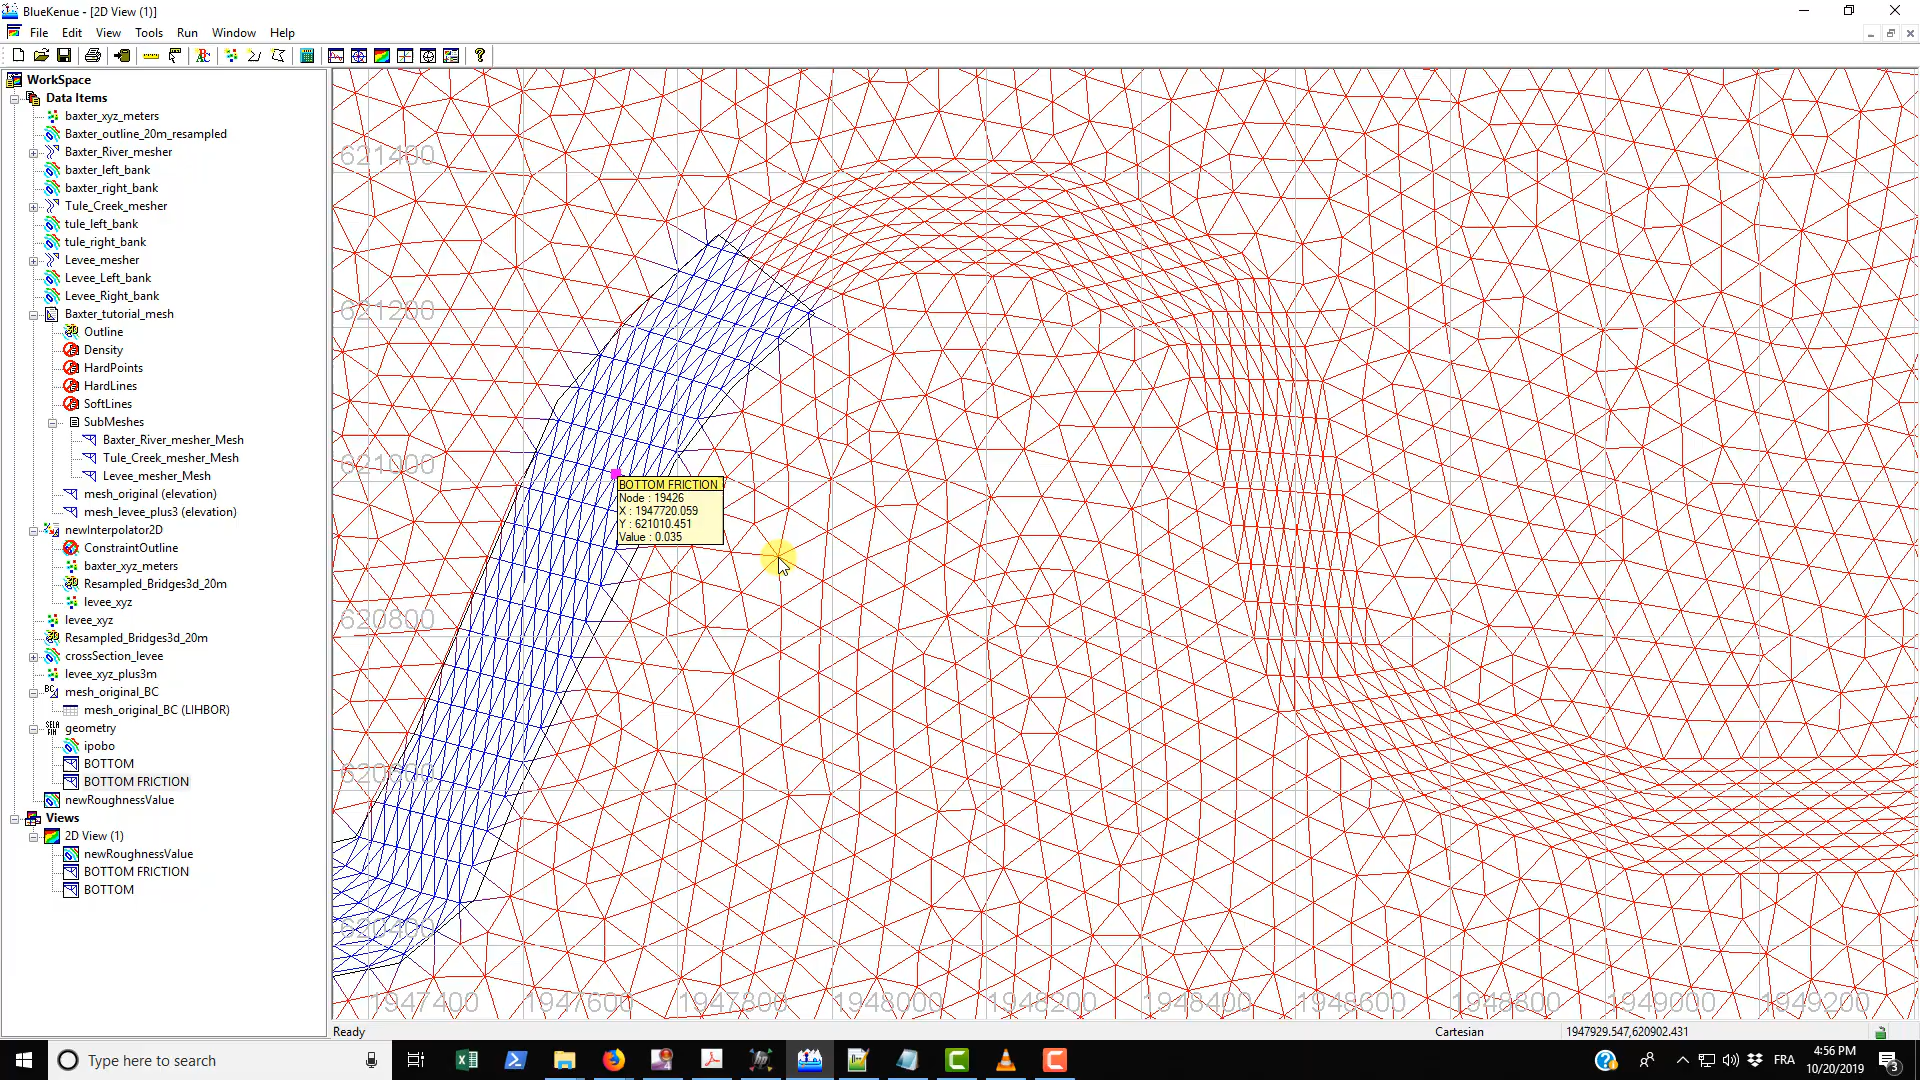 BlueKenue - [2D View (1)]
File Edit View Tools Run Window Help
WorkSpace
Data Items
baxter_xyz_meters
Baxter_outline_20m_resampled
Baxter_River_mesher
baxter_left_bank
baxter_right_bank
Tule_Creek_mesher
tule_left_bank
tule_right_bank
Levee_mesher
Levee_Left_bank
Levee_Right_bank
Baxter_tutorial_mesh
Outline
Density
HardPoints
HardLines
SoftLines
SubMeshes
Baxter_River_mesher_Mesh
Tule_Creek_mesher_Mesh
Levee_mesher_Mesh
mesh_original (elevation)
mesh_levee_plus3 (elevation)
newInterpolator2D
ConstraintOutline
baxter_xyz_meters
Resampled_Bridges3d_20m
levee_xyz
levee_xyz
Resampled_Bridges3d_20m
crossSection_levee
levee_xyz_plus3m
mesh_original_BC
mesh_original_BC (LIHBOR)
geometry
ipobo
BOTTOM
BOTTOM FRICTION
newRoughnessValue
Views
2D View (1)
newRoughnessValue
BOTTOM FRICTION
BOTTOM
621400
621200
621000
620800
620600
620400
1947400 1947600 1947800 1948000 1948200 1948400 1948600 1948800 1949000 1949200
BOTTOM FRICTION
Node : 19426
X : 1947720.059
Y : 621010.451
Value : 0.035
Ready
Cartesian
1947929.547,620902.431
Type here to search
FRA
4:56 PM
10/20/2019
3